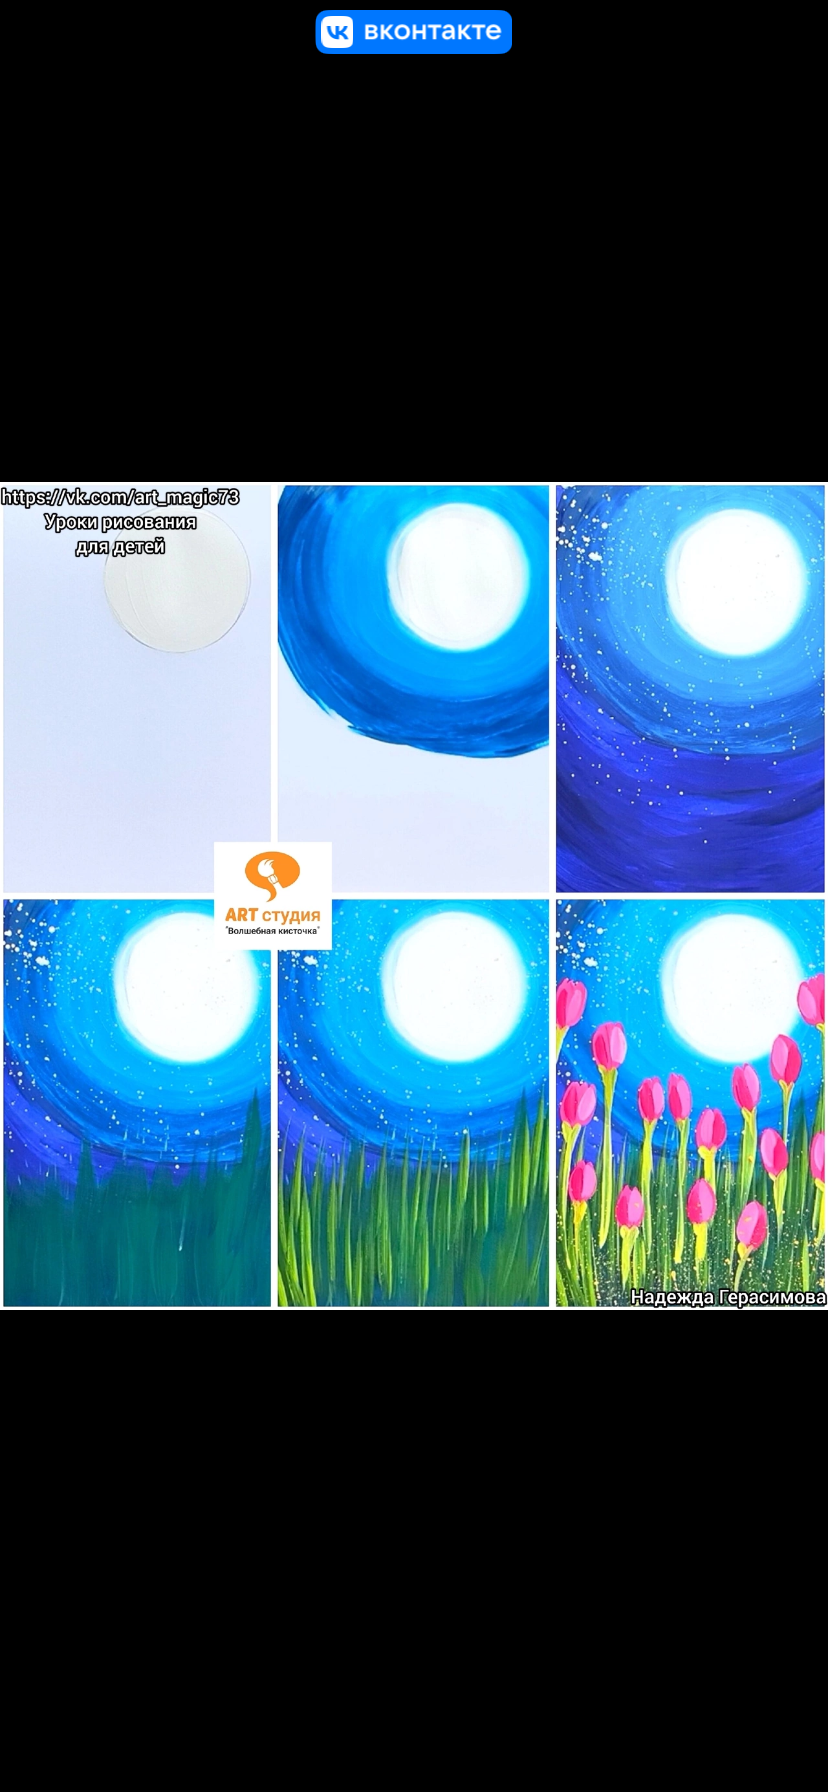 вконтакте
https://vk.com/art_magic73
Уроки рисования
для детей
ART студия
"Волшебная кисточка"
Надежда Герасимова